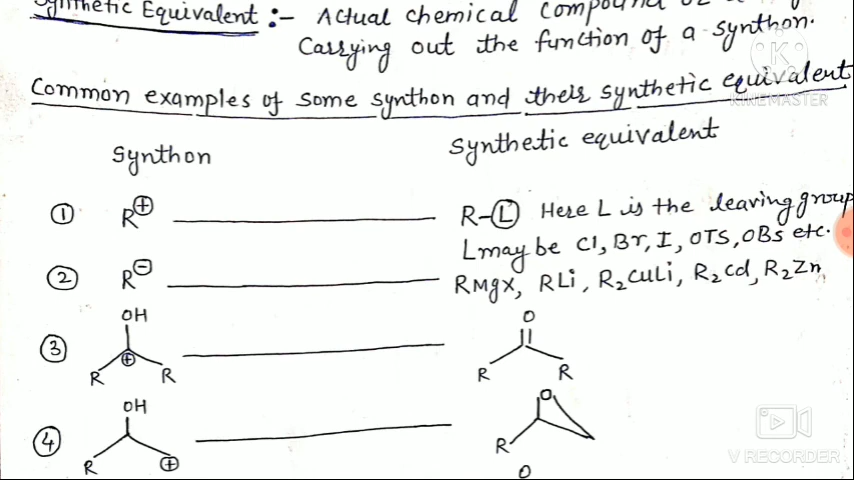 Synthetic Equivalent :- Actual chemical compound
Carrying out the function of a synthon.
Common examples of some synthon and their synthetic equivalent
KINEMASTER
Synthon Synthetic equivalent
① R⊕ R-Ⓛ Here L is the leaving group
L may be Cl, Br, I, OTS, OBS etc.
② R⊖ RMgX, RLi, R₂CuLi, R₂Cd, R₂Zn,
OH O
③ ⊕
R R R R
OH O
④
R ⊕ R
V RECORDER
O